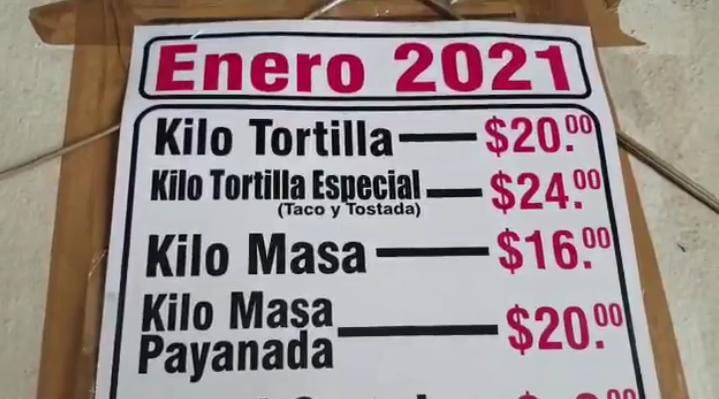 Enero 2021
Kilo Tortilla $20.00
Kilo Tortilla Especial $24.00
(Taco y Tostada)
Kilo Masa $16.00
Kilo Masa
Payanada $20.00